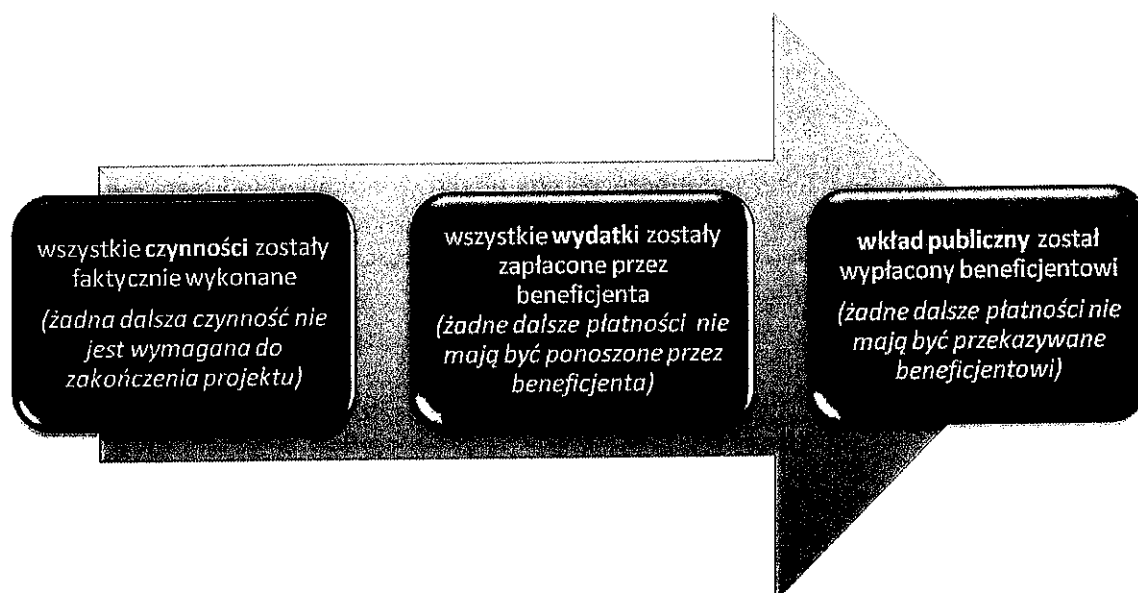 wszystkie czynności zostały
faktycznie wykonane
(żadna dalsza czynność nie
jest wymagana do
zakończenia projektu)
wszystkie wydatki zostały
zapłacone przez
beneficjenta
(żadne dalsze płatności nie
mają być ponoszone przez
beneficjenta)
wkład publiczny został
wypłacony beneficjentowi
(żadne dalsze płatności nie
mają być przekazywane
beneficjentowi)